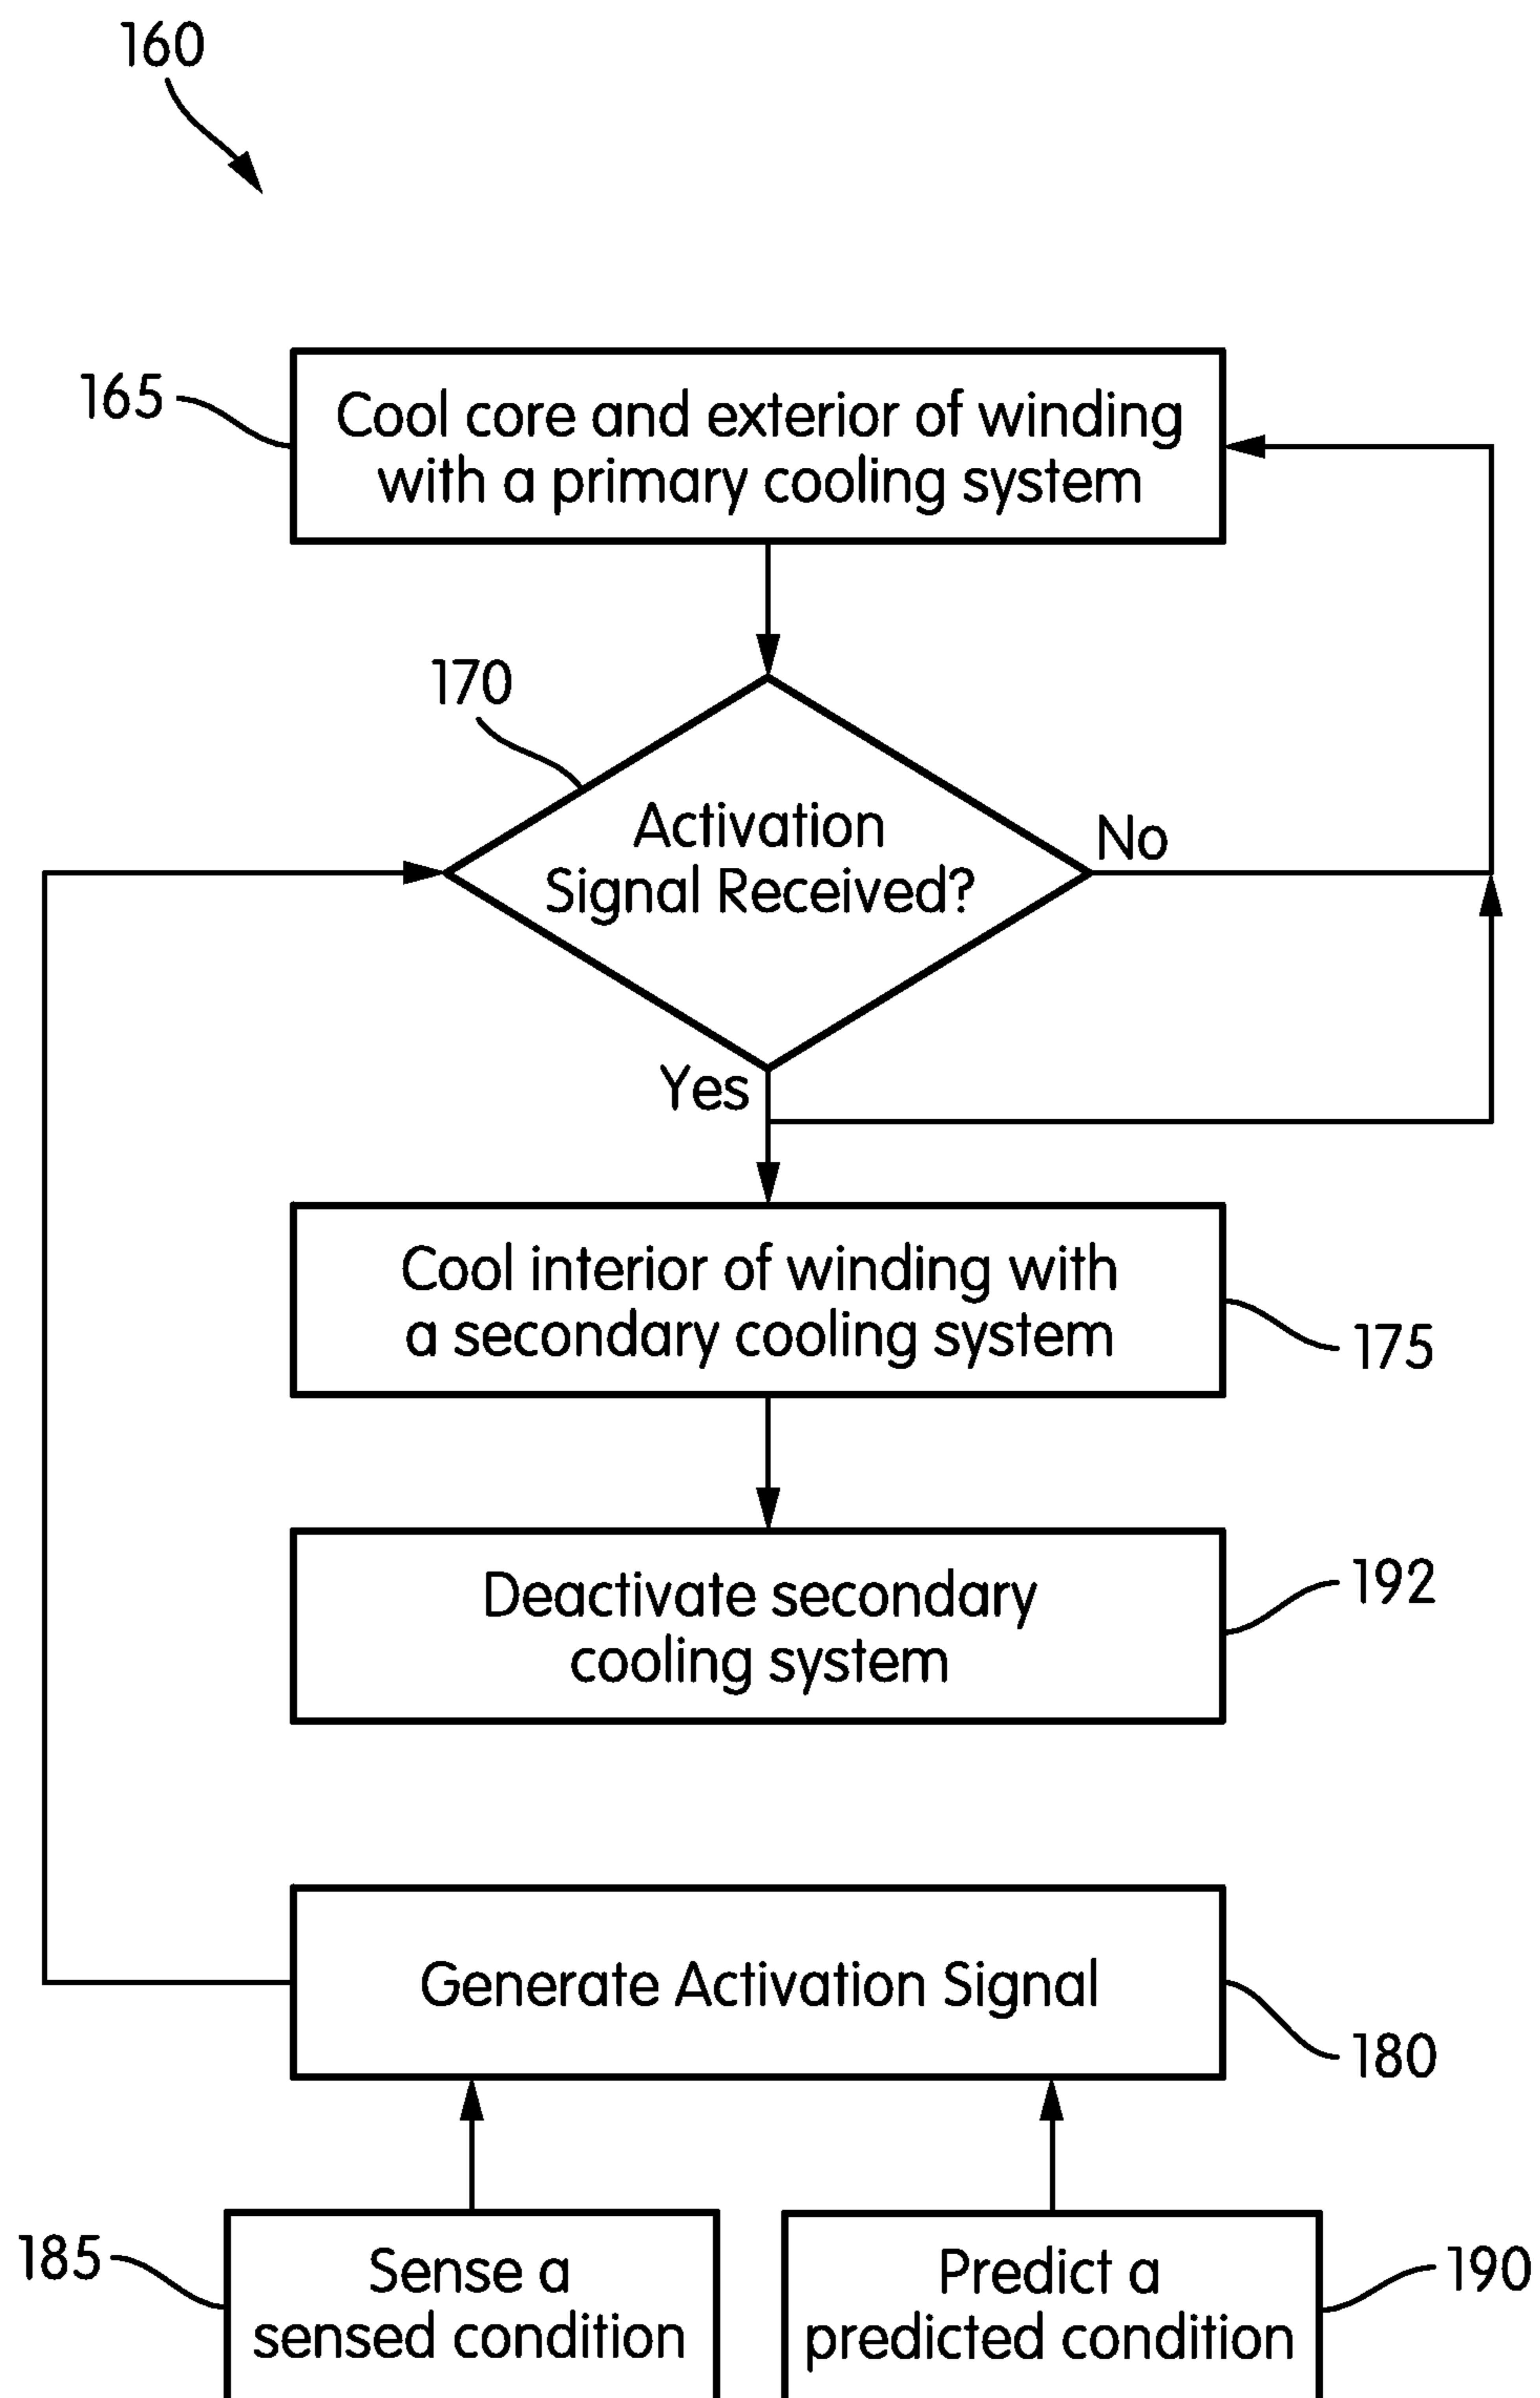 160
165
Cool core and exterior of winding
with a primary cooling system
170
Activation
Signal Received?
No
Yes
Cool interior of winding with
a secondary cooling system
175
Deactivate secondary
cooling system
192
Generate Activation Signal
180
185
Sense a
sensed condition
Predict a
predicted condition
190